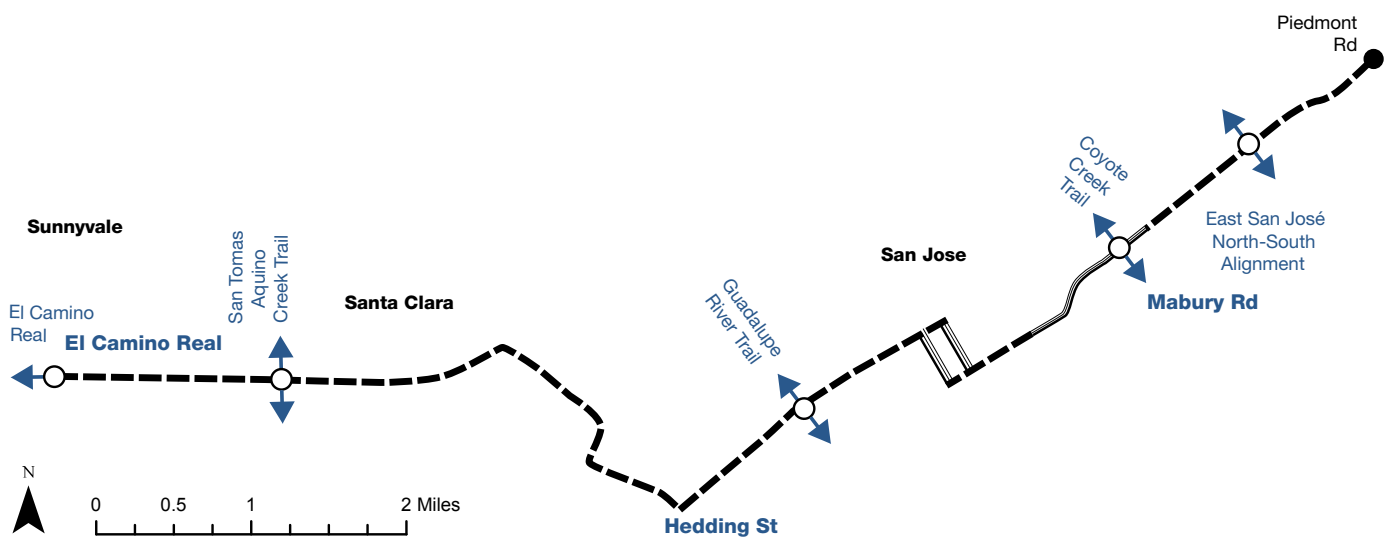 Piedmont
Rd
Coyote
Creek
Trail
East San José
North-South
Alignment
Mabury Rd
San Jose
Guadalupe
River Trail
Sunnyvale
San Tomas
Aquino
Creek Trail
Santa Clara
El Camino
Real
El Camino Real
Hedding St
N
0 0.5 1 2 Miles